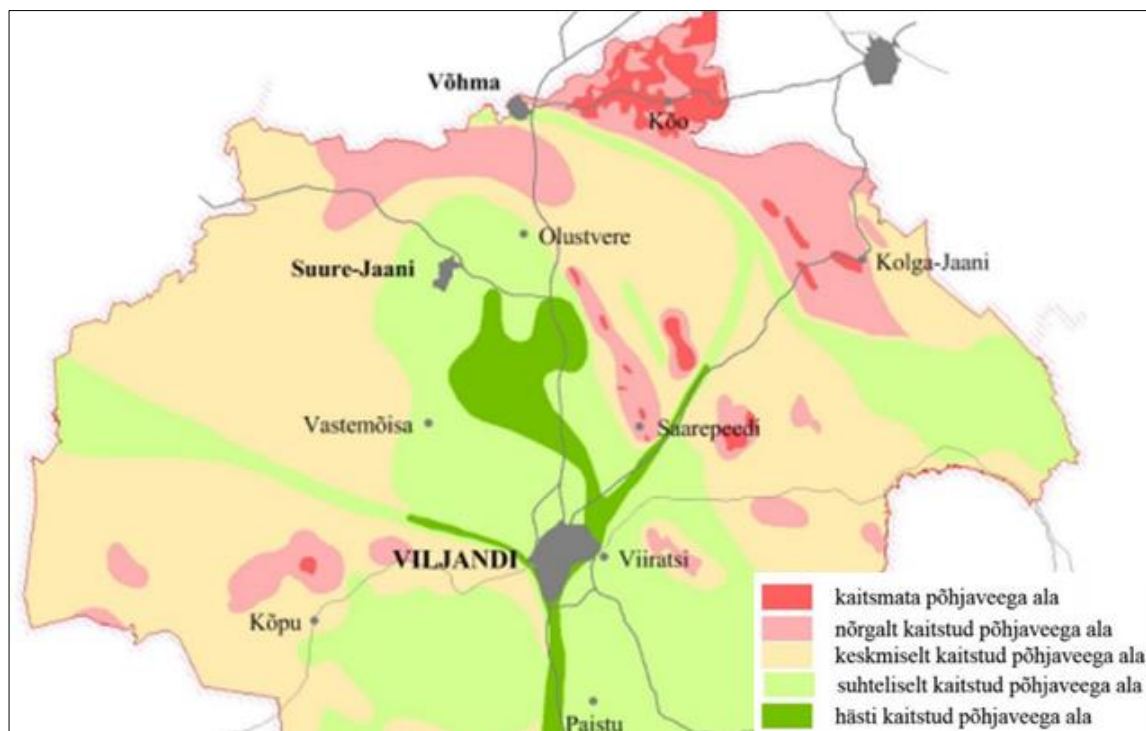 Võhma
Kõo
Olustvere
Suure-Jaani
Kolga-Jaani
Vastemõisa
Saarepeedi
VILJANDI
Viiratsi
Kõpu
Paistu
kaitsmata põhjaveega ala
nõrgalt kaitstud põhjaveega ala
keskmiselt kaitstud põhjaveega ala
suhteliselt kaitstud põhjaveega ala
hästi kaitstud põhjaveega ala